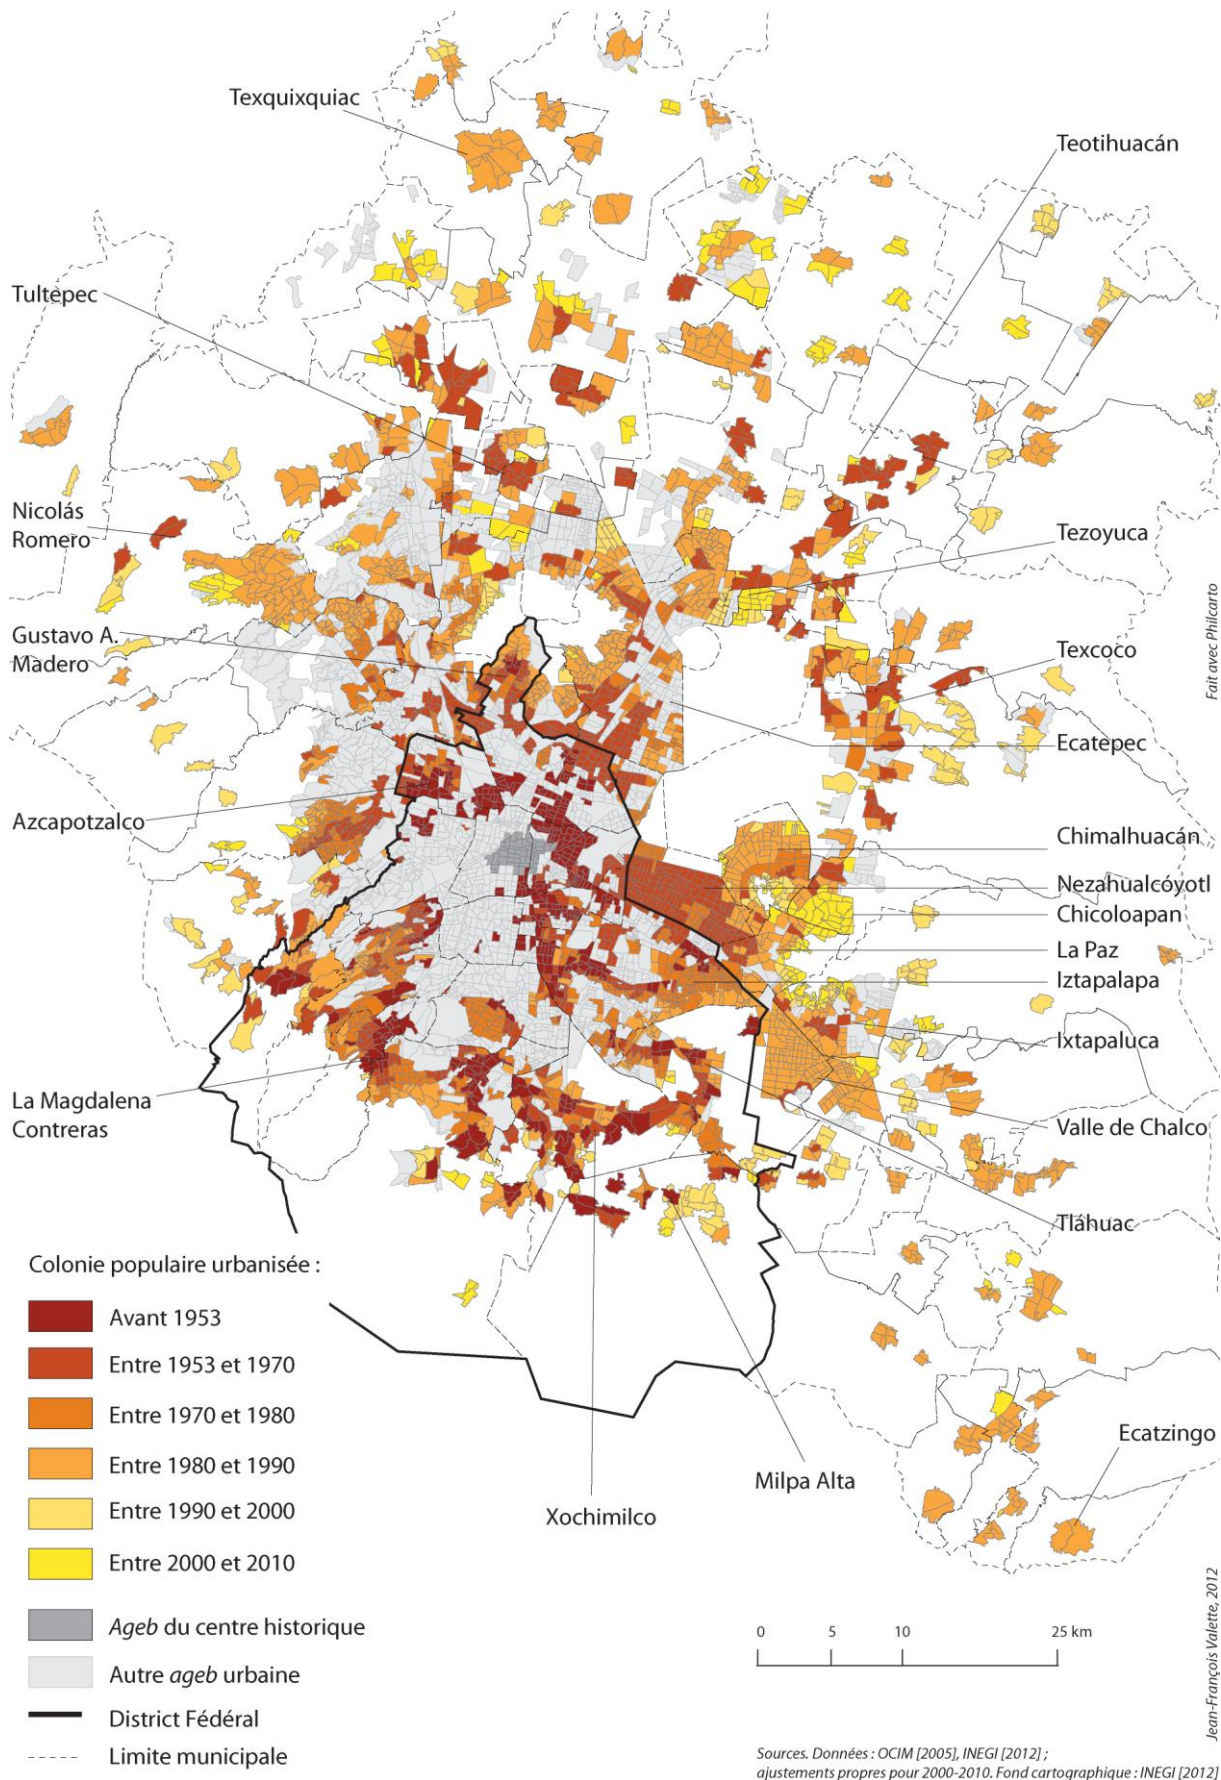 Texquixquiac
Teotihuacán
Tultepec
Nicolás
Romero
Tezoyuca
Gustavo A.
Madero
Texcoco
Fait avec Philcarto
Ecatepec
Azcapotzalco
Chimalhuacán
Nezahualcóyotl
Chicoloapan
La Paz
Iztapalapa
Ixtapaluca
La Magdalena
Contreras
Valle de Chalco
Tláhuac
Colonie populaire urbanisée :
Avant 1953
Entre 1953 et 1970
Entre 1970 et 1980
Entre 1980 et 1990
Entre 1990 et 2000
Entre 2000 et 2010
Ecatzingo
Milpa Alta
Xochimilco
Ageb du centre historique
Autre ageb urbaine
District Fédéral
Limite municipale
0 5 10 25 km
Jean-François Valette, 2012
Sources. Données : OCIM [2005], INEGI [2012] ;
ajustements propres pour 2000-2010. Fond cartographique : INEGI [2012]